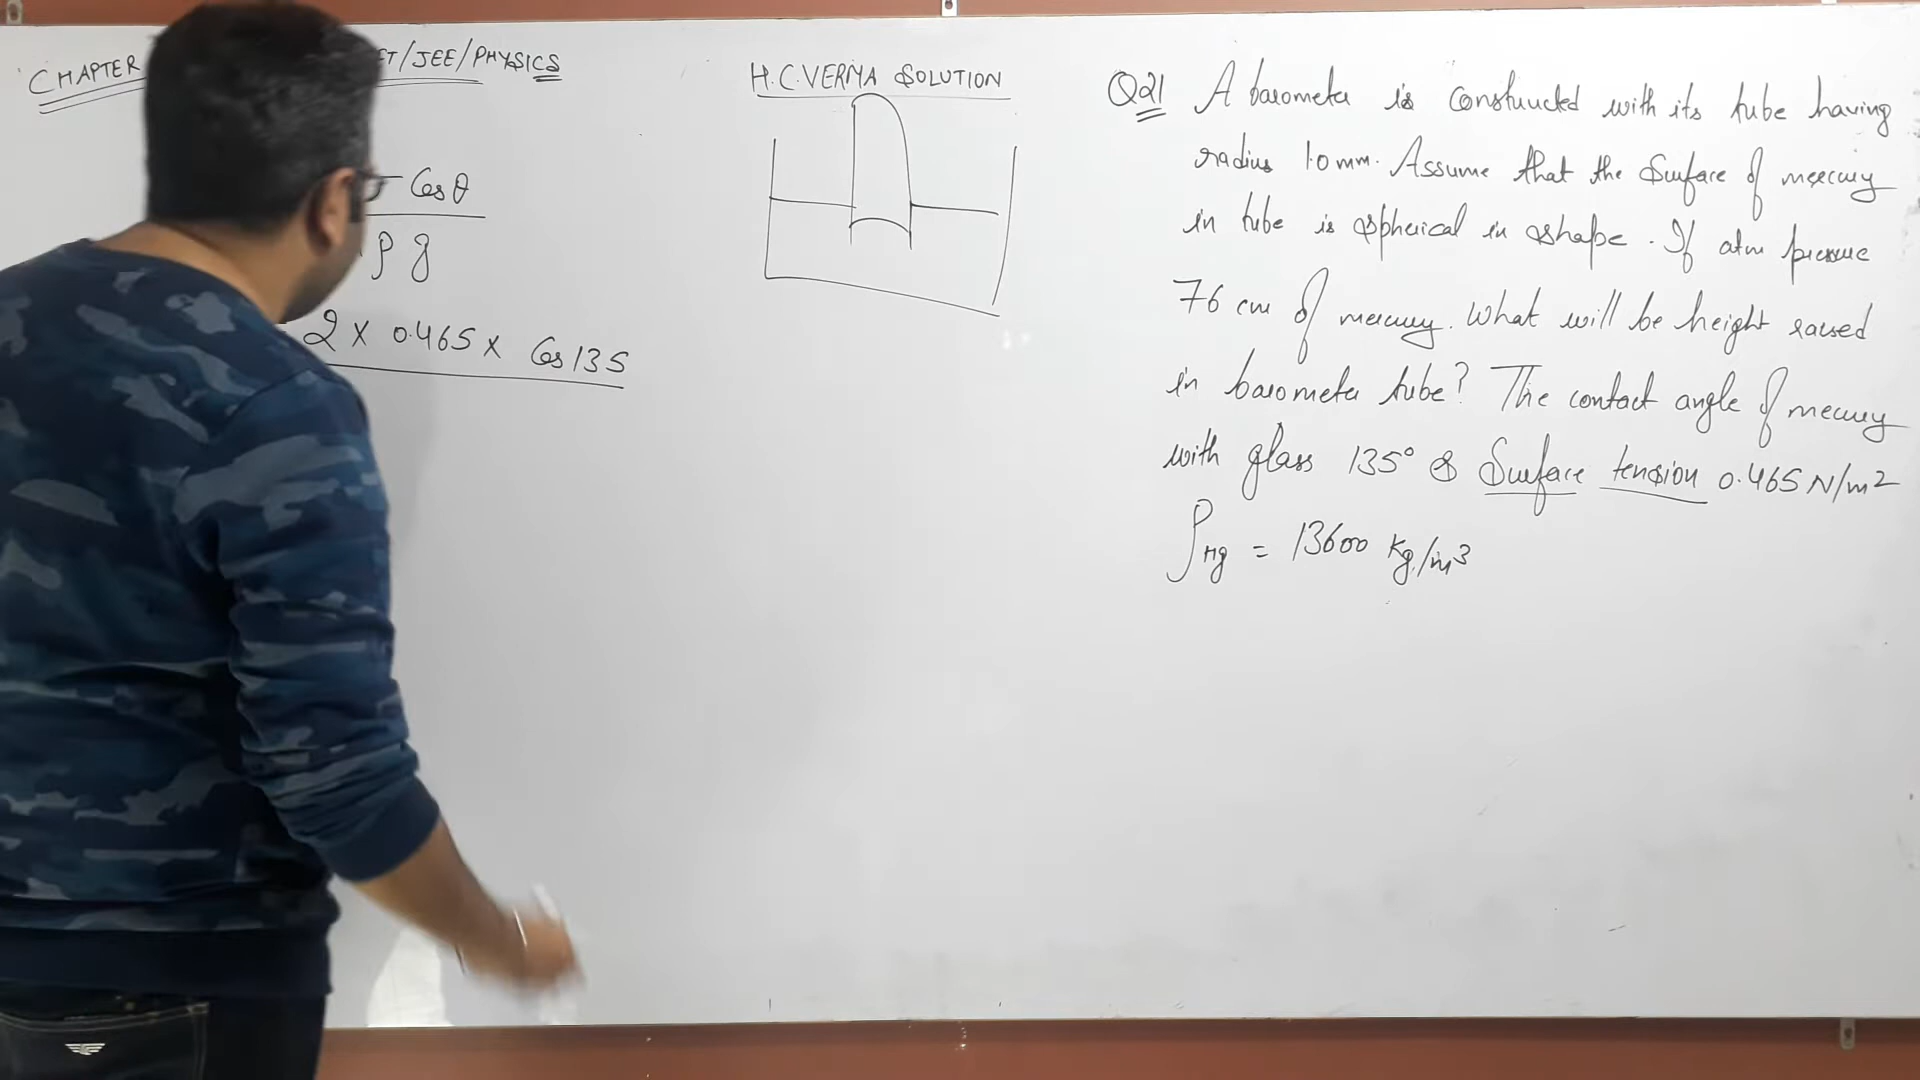 CHAPTER
ET/JEE/PHYSICS
Cos θ
ρ g
2 x 0.465 x Cos 135
H.C. VERMA SOLUTION
Q21 A barometer is constructed with its tube having
radius 1.0 mm. Assume that the Surface of mercury
in tube is spherical in shape. If atm pressure
76 cm of mercury. What will be height raised
in barometer tube? The contact angle of mercury
with glass 135° & Surface tension 0.465 N/m2
ρHg = 13600 Kg/m3